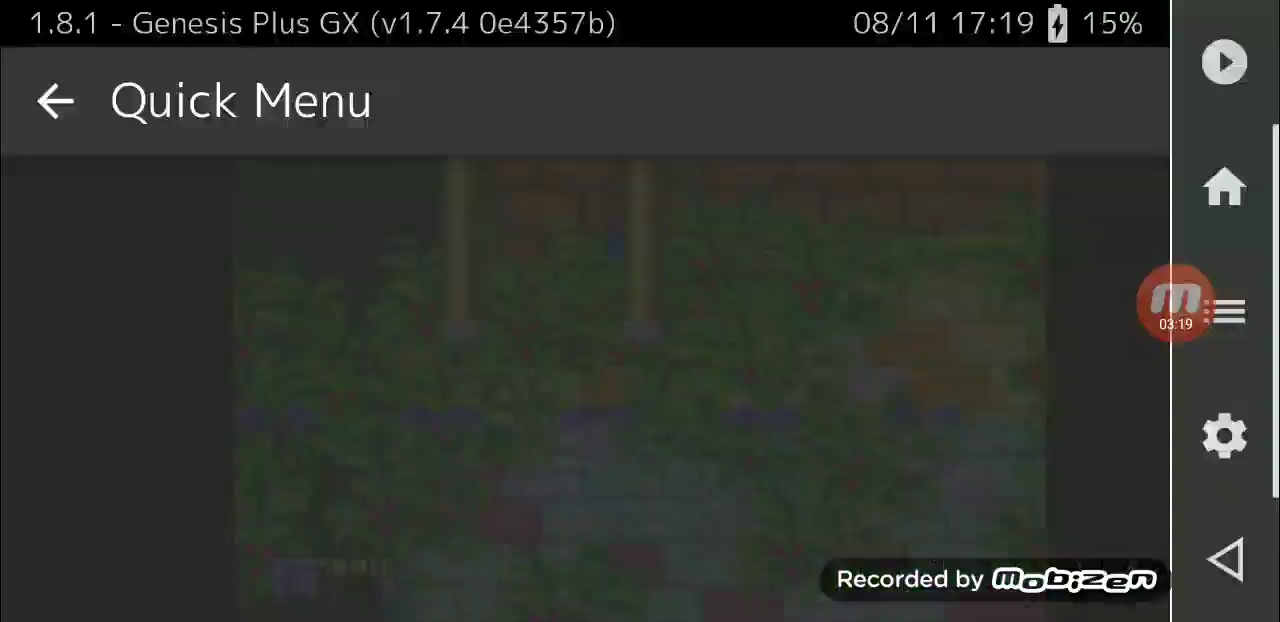 1.8.1 - Genesis Plus GX (v1.7.4 0e4357b)
08/11 17:19 15%
Quick Menu
03:19
Recorded by mobizen